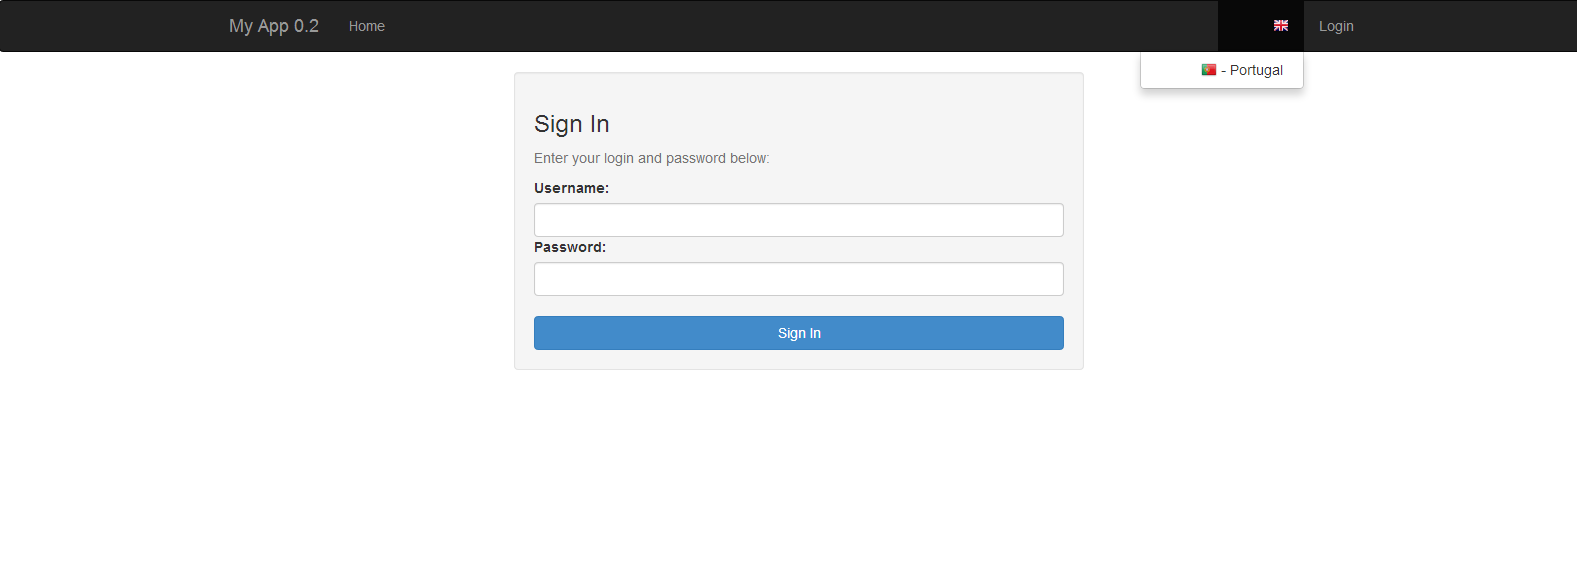 My App 0.2 Home Login
- Portugal
Sign In
Enter your login and password below:
Username:
Password:
Sign In